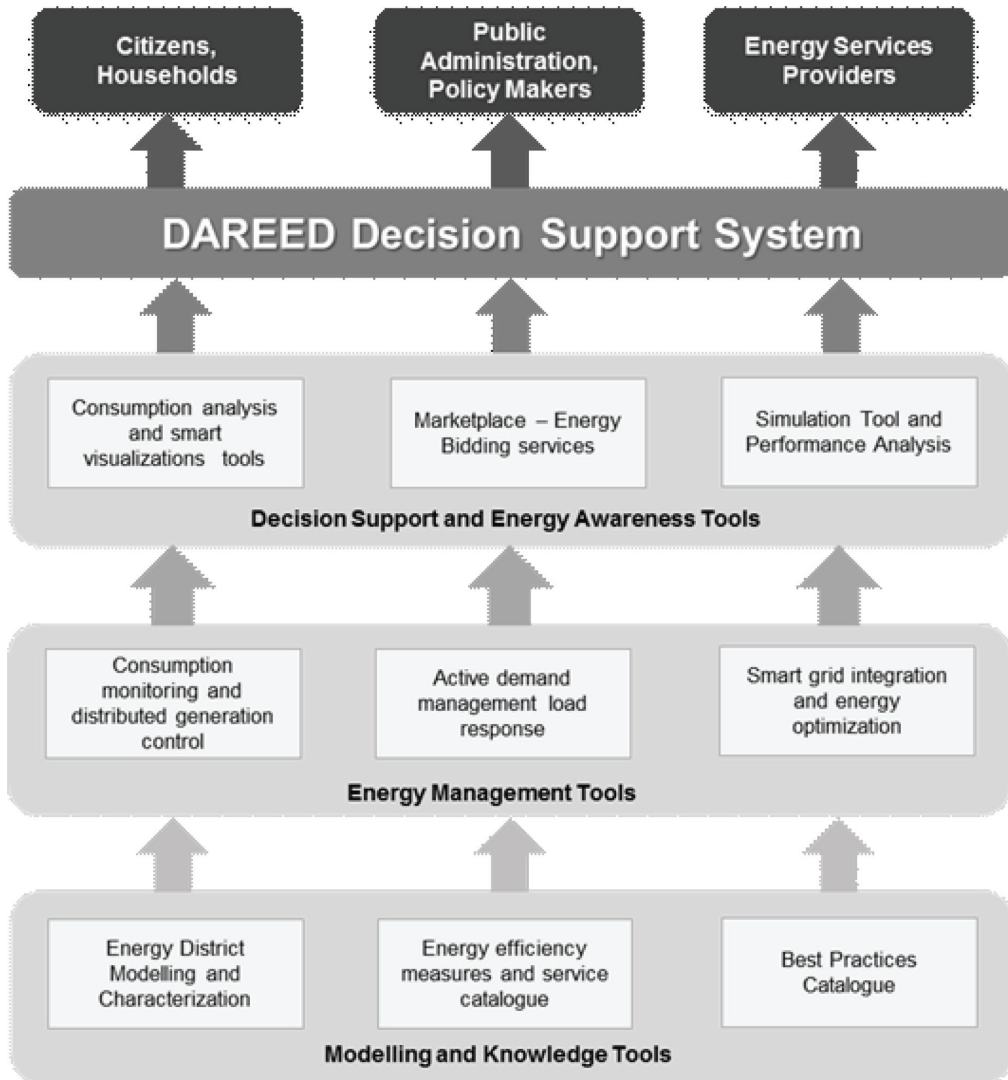 Citizens,
Households
Public
Administration,
Policy Makers
Energy Services
Providers
DAREED Decision Support System
Consumption analysis
and smart
visualizations tools
Marketplace – Energy
Bidding services
Simulation Tool and
Performance Analysis
Decision Support and Energy Awareness Tools
Consumption
monitoring and
distributed generation
control
Active demand
management load
response
Smart grid integration
and energy
optimization
Energy Management Tools
Energy District
Modelling and
Characterization
Energy efficiency
measures and service
catalogue
Best Practices
Catalogue
Modelling and Knowledge Tools